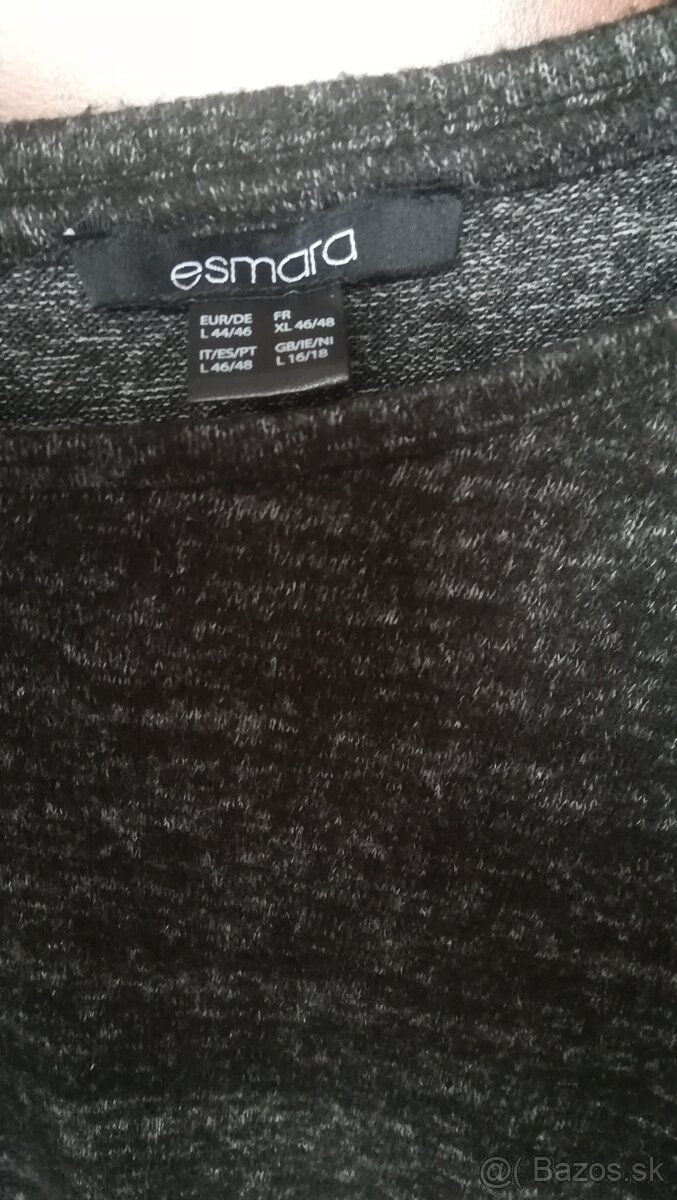 esmara
EUR/DE FR
L 44/46 XL 46/48
IT/ES/PT GB/IE/NI
L 46/48 L 16/18
@( Bazos.sk